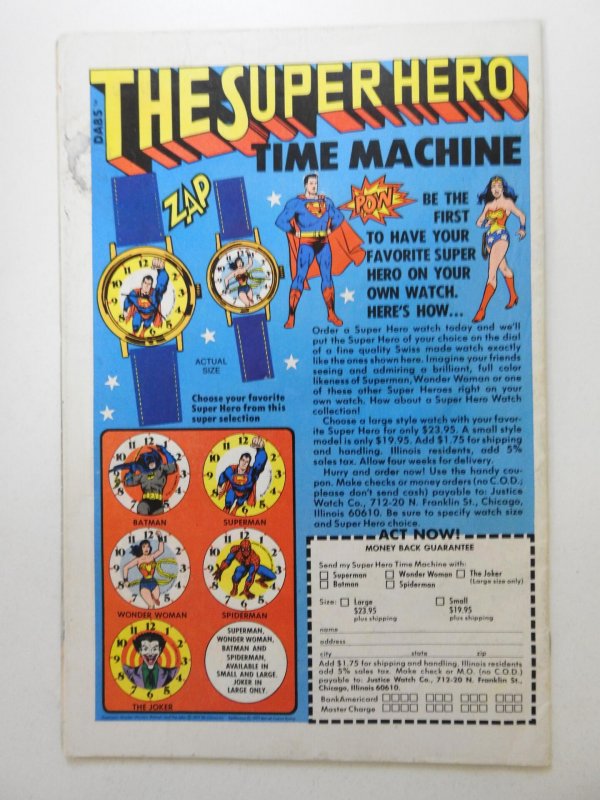 DABS™
THE SUPER HERO
TIME MACHINE
ZAP
POW
BE THE
FIRST
TO HAVE YOUR
FAVORITE SUPER
HERO ON YOUR
OWN WATCH.
HERE'S HOW...
ACTUAL
SIZE
Order a Super Hero watch today and we'll
put the Super Hero of your choice on the dial
of a fine quality Swiss made watch exactly
like the ones shown here. Imagine your friends
seeing and admiring a brilliant, full color
likeness of Superman, Wonder Woman or one
of these other Super Heroes right on your
own watch. How about a Super Hero Watch
collection!
Choose a large style watch with your favor-
ite Super Hero for only $23.95. A small style
model is only $19.95. Add $1.75 for shipping
and handling. Illinois residents, add 5%
sales tax. Allow four weeks for delivery.
Hurry and order now! Use the handy cou-
pon. Make checks or money orders (no C.O.D.;
please don't send cash) payable to: Justice
Watch Co., 712-20 N. Franklin St., Chicago,
Illinois 60610. Be sure to specify watch size
and Super Hero choice.
Choose your favorite
Super Hero from this
super selection
BATMAN
SUPERMAN
WONDER WOMAN
SPIDERMAN
THE JOKER
SUPERMAN,
WONDER WOMAN,
BATMAN AND
SPIDERMAN,
AVAILABLE IN
SMALL AND LARGE.
JOKER IN
LARGE ONLY.
ACT NOW!
MONEY BACK GUARANTEE
Send my Super Hero Time Machine with:
Superman Wonder Woman The Joker
Batman Spiderman (Large size only)
Size: Large Small
$23.95 $19.95
plus shipping plus shipping
name
address
city state zip
Add $1.75 for shipping and handling. Illinois residents
add 5% sales tax. Make check or M.O. (no C.O.D.)
payable to: Justice Watch Co., 712-20 N. Franklin St.,
Chicago, Illinois 60610.
BankAmericard
Master Charge